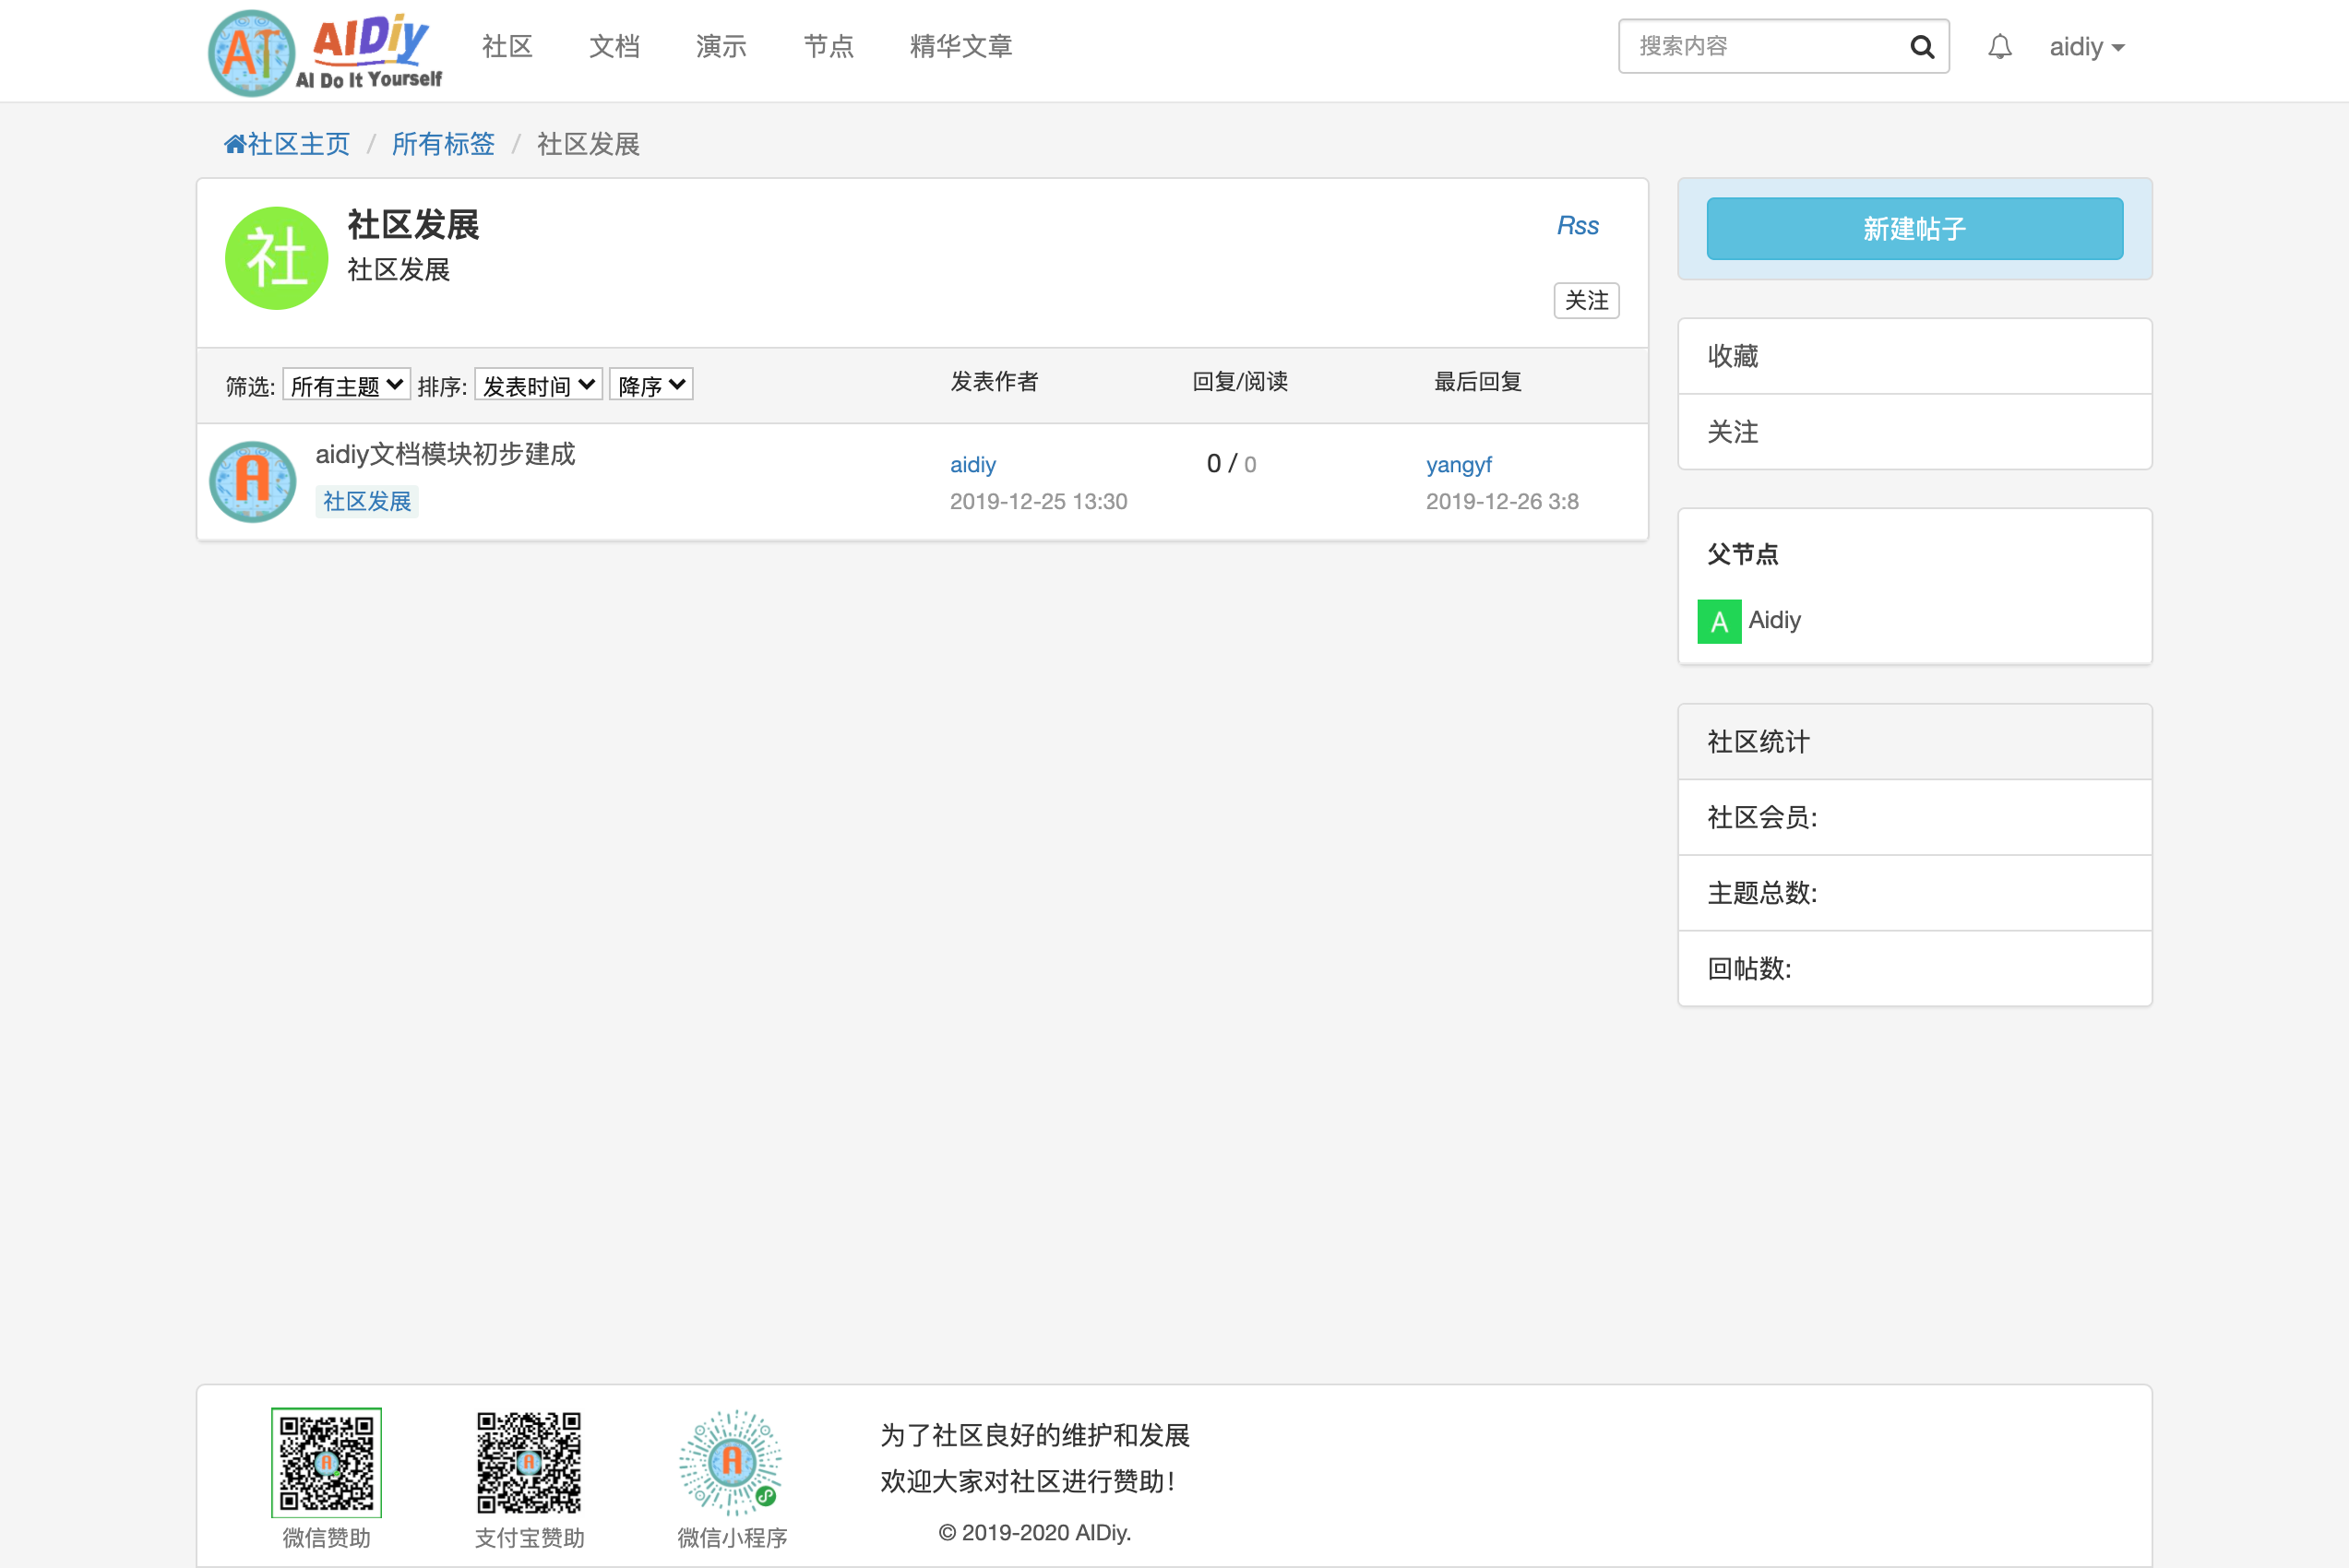 AT AIDiy
AI Do It Yourself
社区 文档 演示 节点 精华文章
搜索内容
aidiy
社区主页 / 所有标签 / 社区发展
社
社区发展
社区发展
Rss
关注
筛选: 所有主题 排序: 发表时间 降序 发表作者 回复/阅读 最后回复
A
aidiy文档模块初步建成
社区发展
aidiy
2019-12-25 13:30
0 / 0
yangyf
2019-12-26 3:8
新建帖子
收藏
关注
父节点
A Aidiy
社区统计
社区会员:
主题总数:
回帖数:
A
微信赞助
A
支付宝赞助
A
微信小程序
为了社区良好的维护和发展
欢迎大家对社区进行赞助!
© 2019-2020 AIDiy.